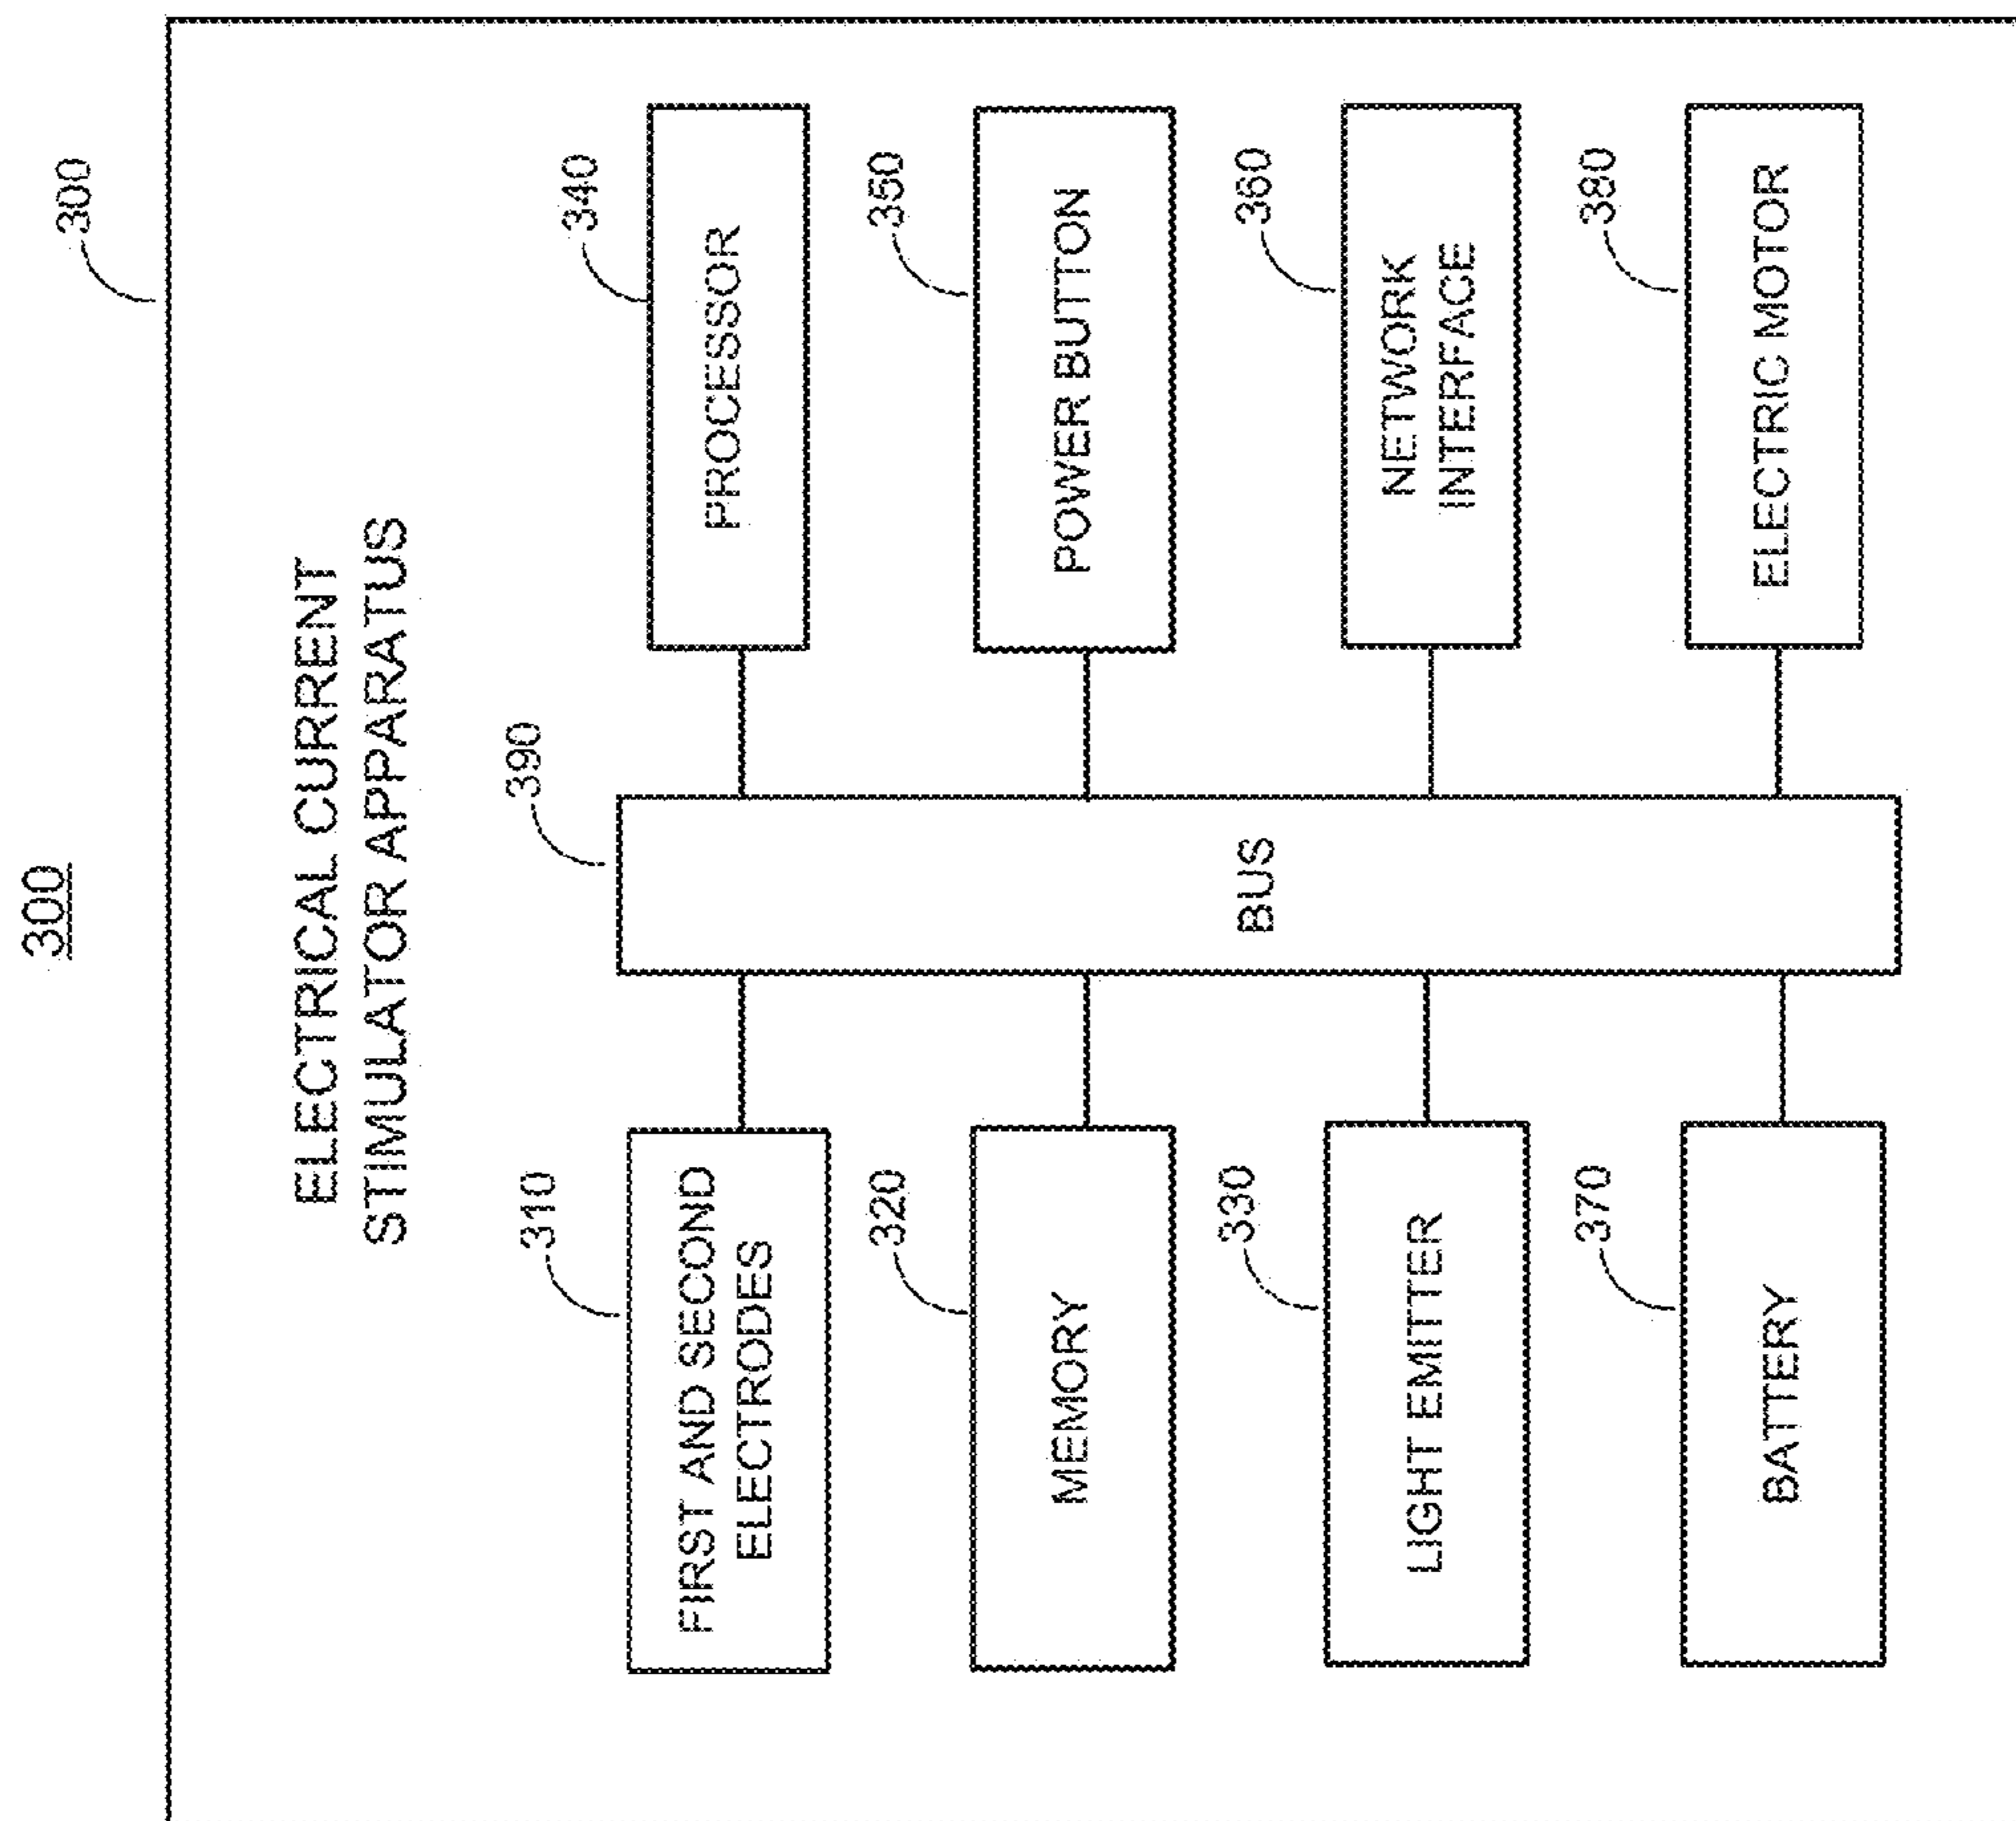 300
300
ELECTRICAL CURRENT
STIMULATOR APPARATUS
390
310
FIRST AND SECOND
ELECTRODES
340
PROCESSOR
320
MEMORY
350
POWER BUTTON
BUS
330
LIGHT EMITTER
360
NETWORK
INTERFACE
370
BATTERY
380
ELECTRIC MOTOR